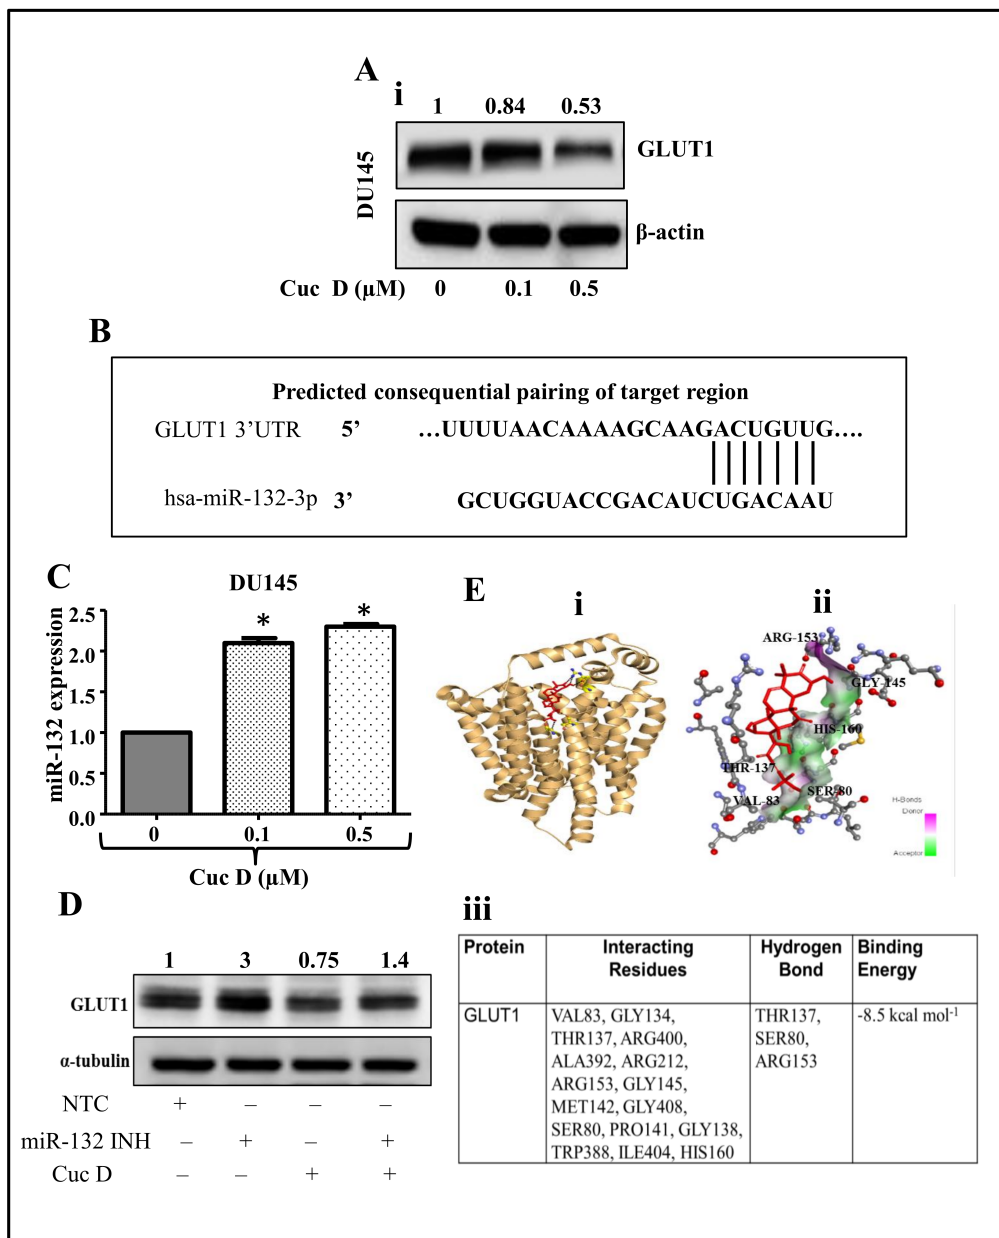 A
i
1 0.84 0.53
DU145
GLUT1
β-actin
Cuc D (μM) 0 0.1 0.5
B
Predicted consequential pairing of target region
GLUT1 3’UTR 5’ …UUUUAACAAAAGCAAGACUGUUG….
hsa-miR-132-3p 3’ GCUGGUACCGACAUCUGACAAU
C
DU145
miR-132 expression
2.5
2.0
1.5
1.0
0.5
0.0
* *
0 0.1 0.5
Cuc D (μM)
D
1 3 0.75 1.4
GLUT1
α-tubulin
NTC + – – –
miR-132 INH – + – +
Cuc D – – + +
E
i
ii
ARG-153
GLY-145
HIS-160
THR-137
SER-80
VAL-83
H-Bonds
Donor
Acceptor
iii
Protein Interacting Residues Hydrogen Bond Binding Energy
GLUT1 VAL83, GLY134, THR137, SER80, ARG153 -8.5 kcal mol-1
THR137, ARG400,
ALA392, ARG212,
ARG153, GLY145,
MET142, GLY408,
SER80, PRO141, GLY138,
TRP388, ILE404, HIS160